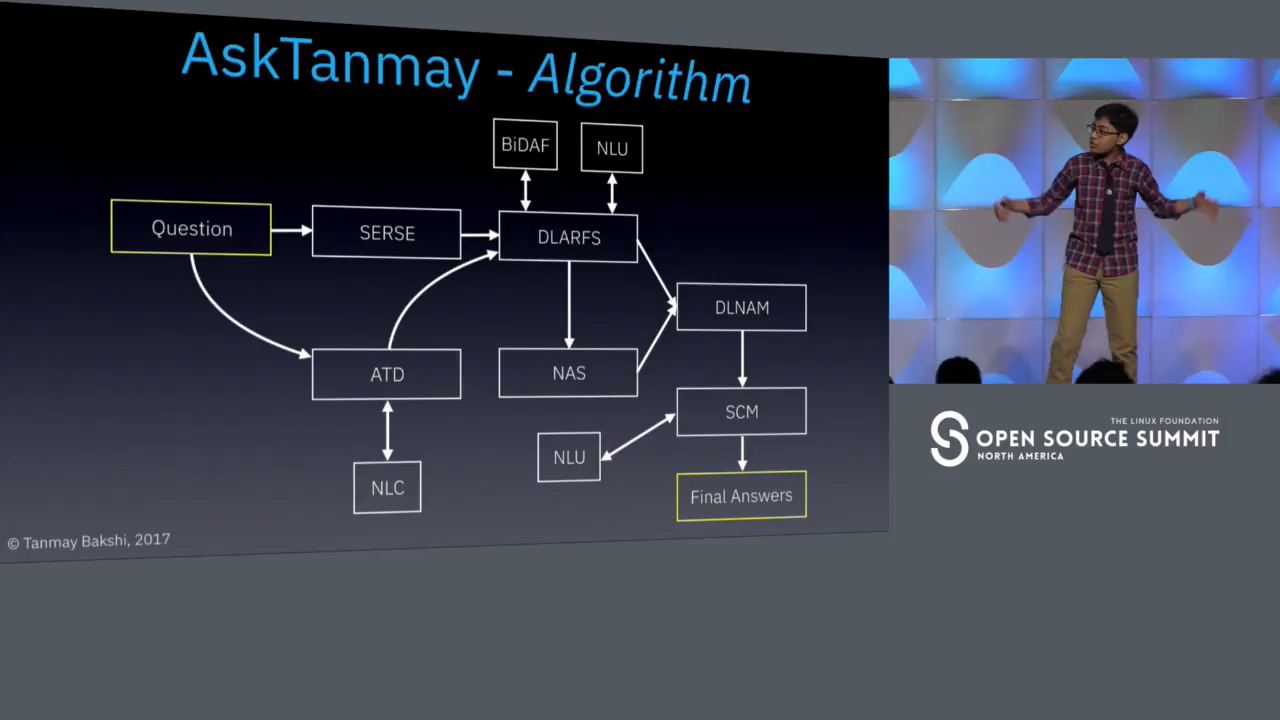 AskTanmay - Algorithm
BiDAF
NLU
Question
SERSE
DLARFS
DLNAM
ATD
NAS
SCM
NLU
NLC
Final Answers
© Tanmay Bakshi, 2017
THE LINUX FOUNDATION
OPEN SOURCE SUMMIT
NORTH AMERICA